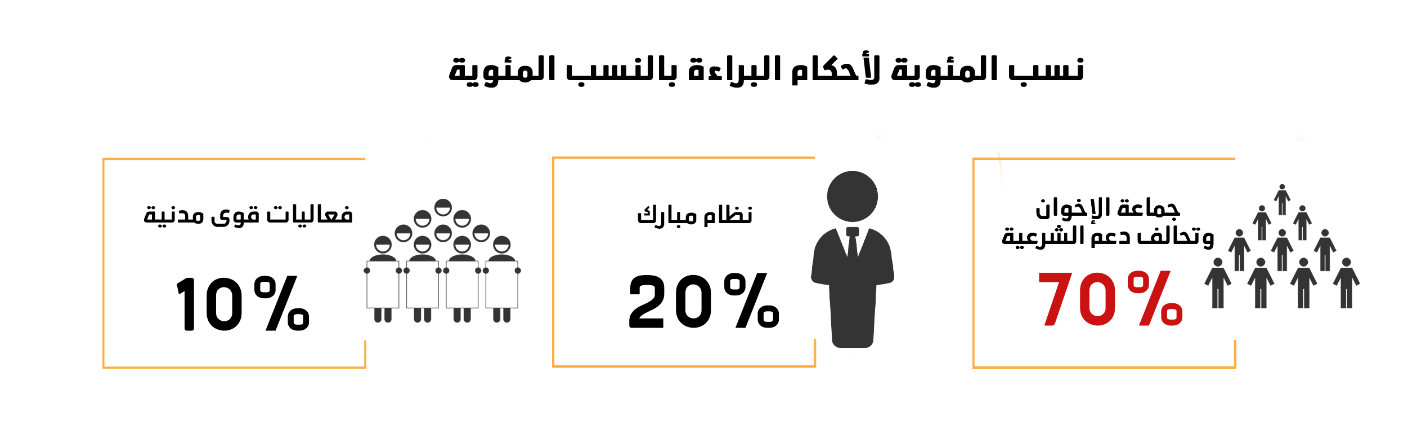 نسب المئوية لأحكام البراءة بالنسب المئوية
جماعة الإخوان
وتحالف دعم الشرعية
70%
نظام مبارك
20%
فعاليات قوى مدنية
10%